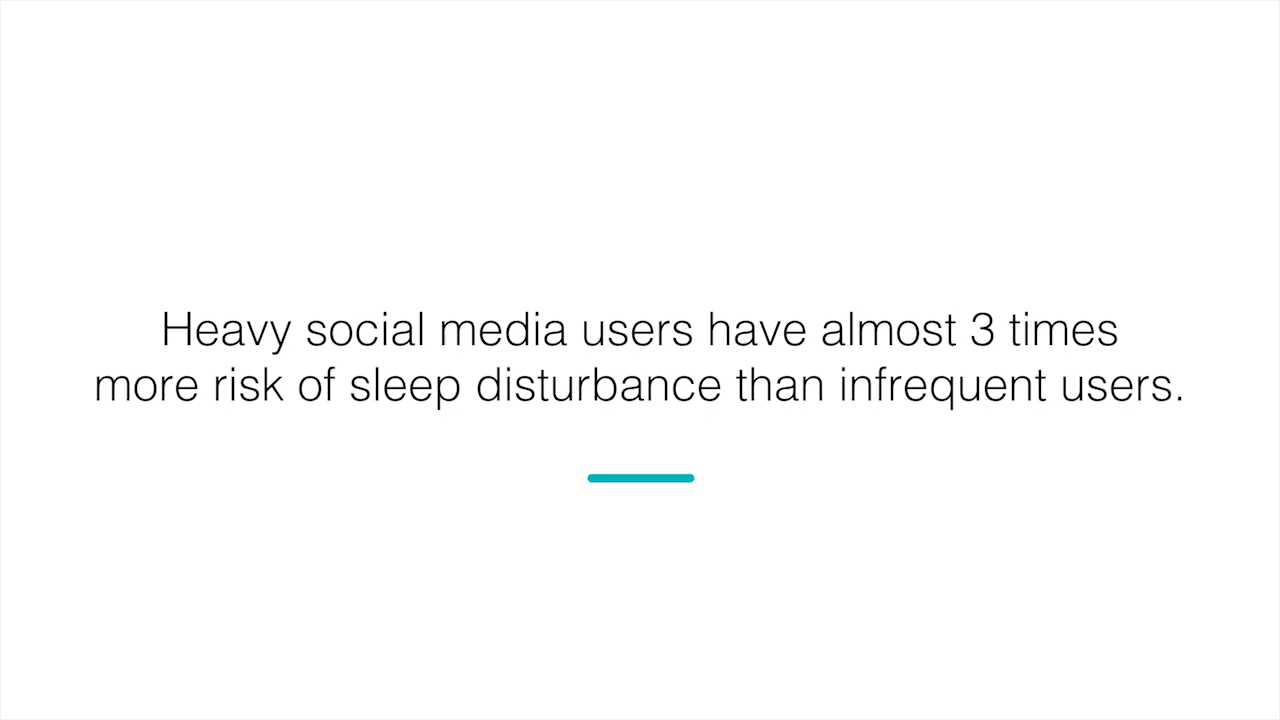 Heavy social media users have almost 3 times
more risk of sleep disturbance than infrequent users.